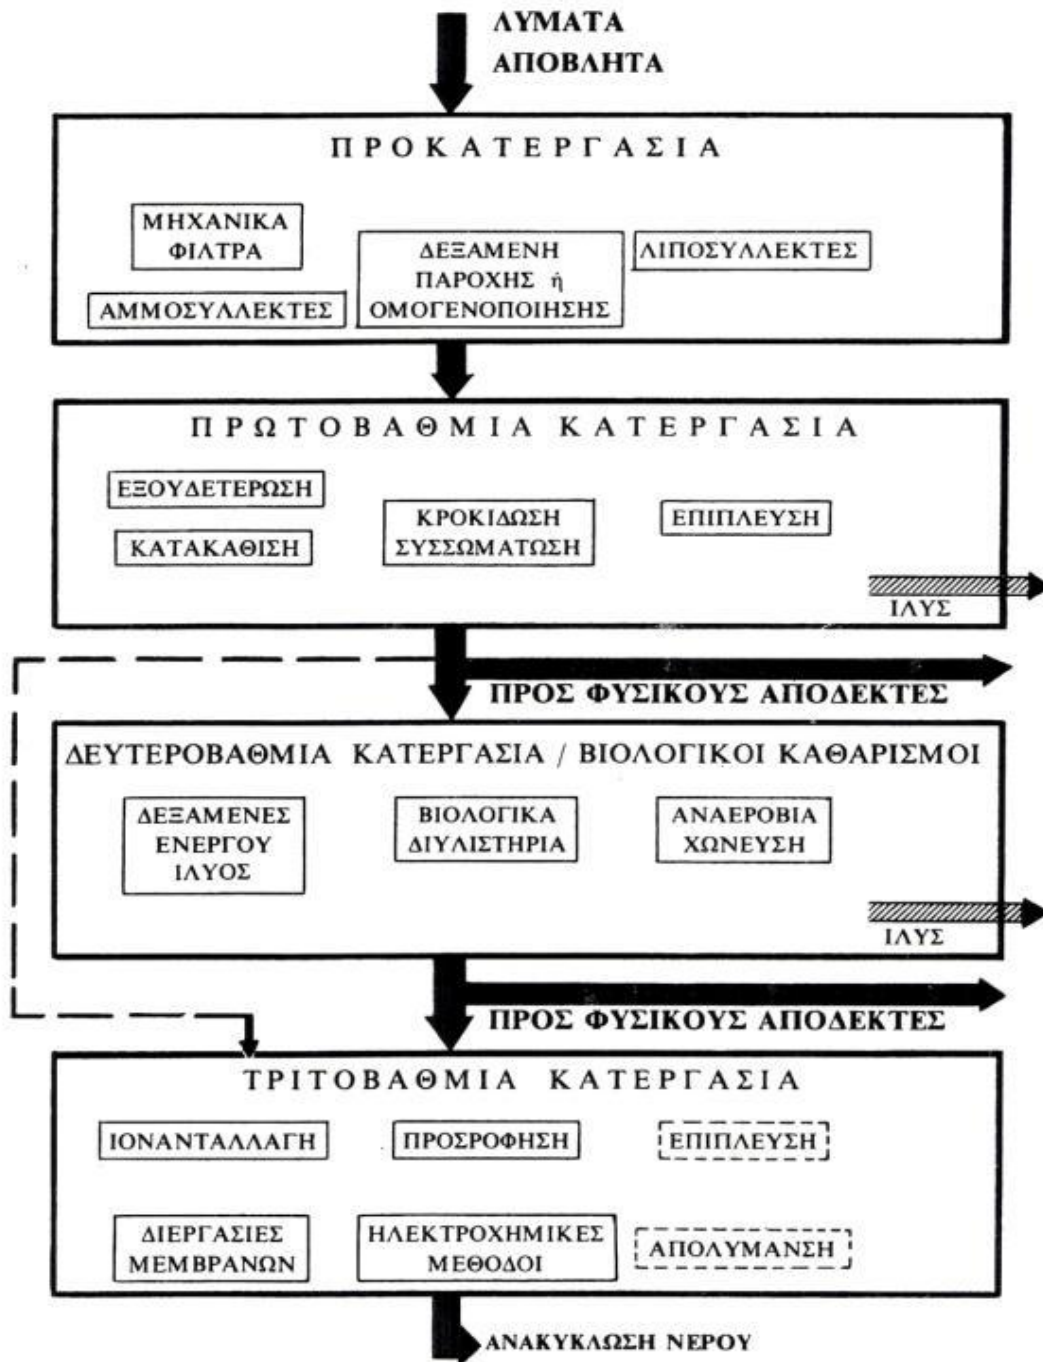 ΛΥΜΑΤΑ
ΑΠΟΒΛΗΤΑ
ΠΡΟΚΑΤΕΡΓΑΣΙΑ
ΜΗΧΑΝΙΚΑ
ΦΙΛΤΡΑ
ΑΜΜΟΣΥΛΛΕΚΤΕΣ
ΔΕΞΑΜΕΝΗ
ΠΑΡΟΧΗΣ ή
ΟΜΟΓΕΝΟΠΟΙΗΣΗΣ
ΛΙΠΟΣΥΛΛΕΚΤΕΣ
ΠΡΩΤΟΒΑΘΜΙΑ ΚΑΤΕΡΓΑΣΙΑ
ΕΞΟΥΔΕΤΕΡΩΣΗ
ΚΑΤΑΚΑΘΙΣΗ
ΚΡΟΚΙΔΩΣΗ
ΣΥΣΣΩΜΑΤΩΣΗ
ΕΠΙΠΛΕΥΣΗ
ΙΛΥΣ
ΠΡΟΣ ΦΥΣΙΚΟΥΣ ΑΠΟΔΕΚΤΕΣ
ΔΕΥΤΕΡΟΒΑΘΜΙΑ ΚΑΤΕΡΓΑΣΙΑ / ΒΙΟΛΟΓΙΚΟΙ ΚΑΘΑΡΙΣΜΟΙ
ΔΕΞΑΜΕΝΕΣ
ΕΝΕΡΓΟΥ
ΙΛΥΟΣ
ΒΙΟΛΟΓΙΚΑ
ΔΙΥΛΙΣΤΗΡΙΑ
ΑΝΑΕΡΟΒΙΑ
ΧΩΝΕΥΣΗ
ΙΛΥΣ
ΠΡΟΣ ΦΥΣΙΚΟΥΣ ΑΠΟΔΕΚΤΕΣ
ΤΡΙΤΟΒΑΘΜΙΑ ΚΑΤΕΡΓΑΣΙΑ
ΙΟΝΑΝΤΑΛΛΑΓΗ
ΠΡΟΣΡΟΦΗΣΗ
ΕΠΙΠΛΕΥΣΗ
ΔΙΕΡΓΑΣΙΕΣ
ΜΕΜΒΡΑΝΩΝ
ΗΛΕΚΤΡΟΧΗΜΙΚΕΣ
ΜΕΘΟΔΟΙ
ΑΠΟΛΥΜΑΝΣΗ
ΑΝΑΚΥΚΛΩΣΗ ΝΕΡΟΥ